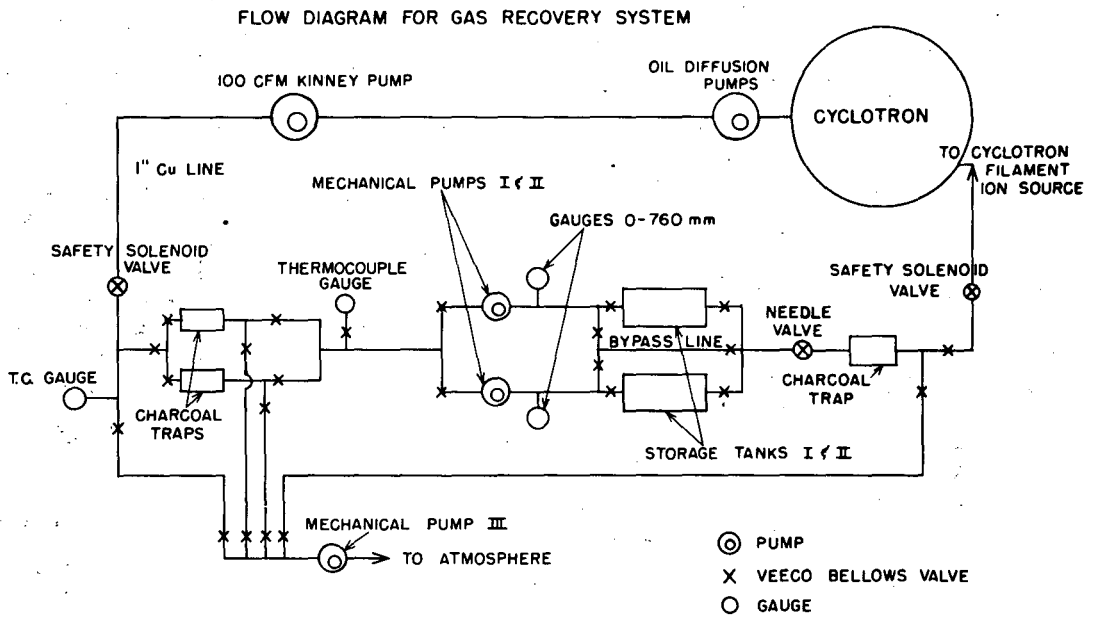 FLOW DIAGRAM FOR GAS RECOVERY SYSTEM
100 CFM KINNEY PUMP
OIL DIFFUSION
PUMPS
CYCLOTRON
1" Cu LINE
TO CYCLOTRON
FILAMENT
ION SOURCE
MECHANICAL PUMPS I & II
GAUGES 0-760 mm
SAFETY SOLENOID
VALVE
THERMOCOUPLE
GAUGE
SAFETY SOLENOID
VALVE
NEEDLE
VALVE
BYPASS LINE
T.C. GAUGE
CHARCOAL
TRAPS
CHARCOAL
TRAP
STORAGE TANKS I & II
MECHANICAL PUMP III
TO ATMOSPHERE
PUMP
X VEECO BELLOWS VALVE
GAUGE